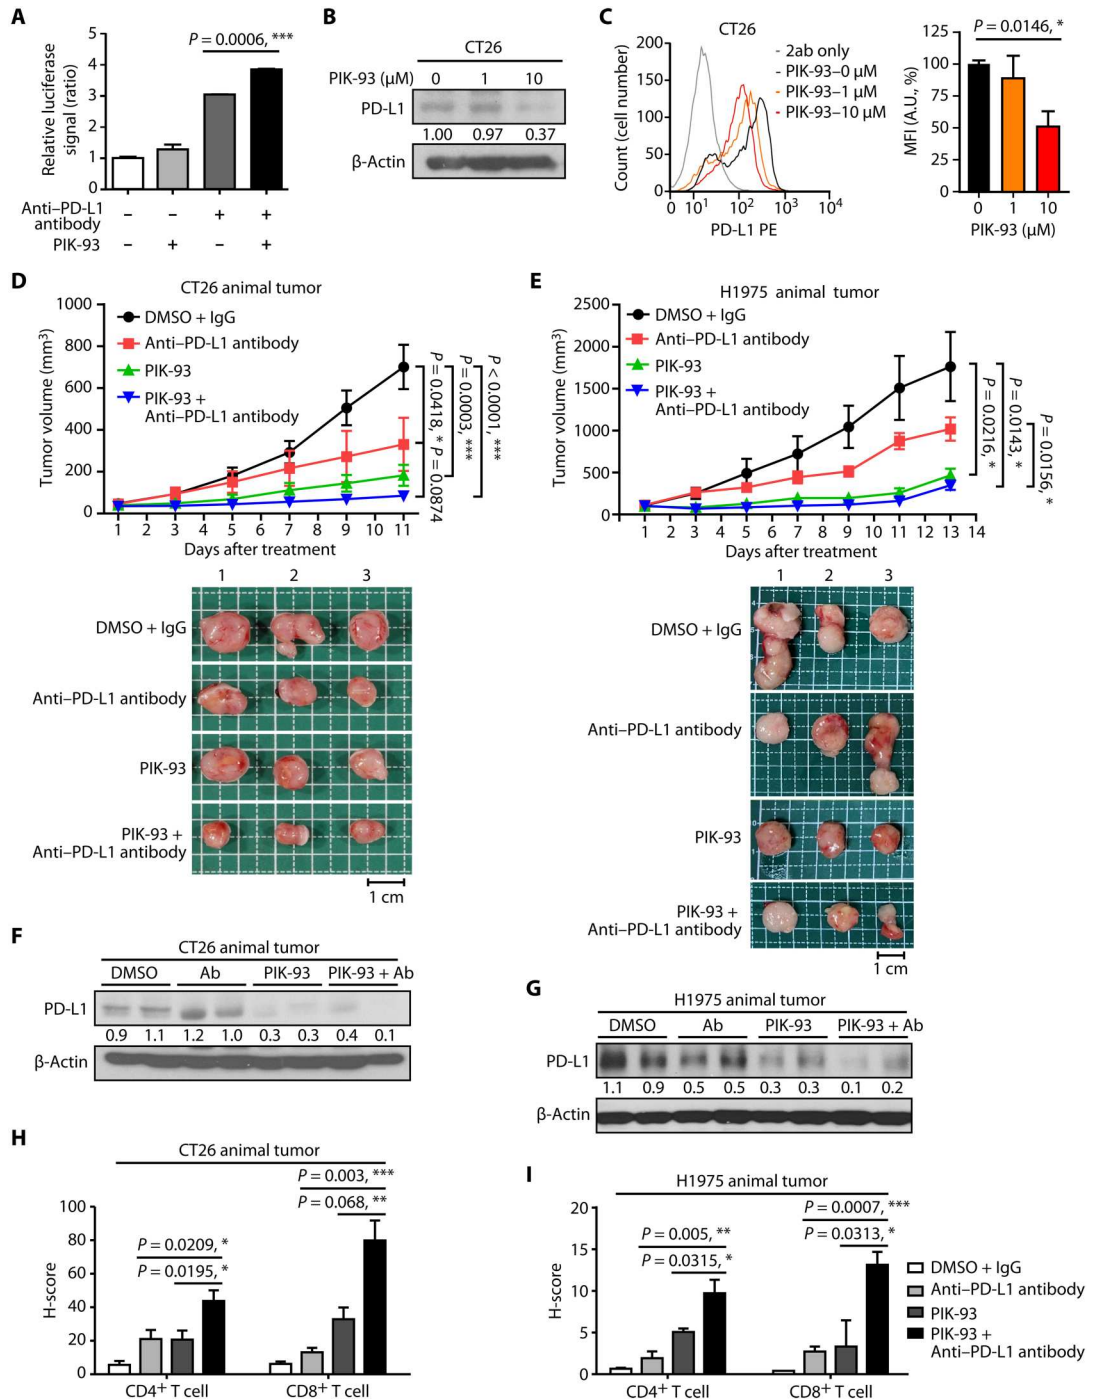 A
P = 0.0006, ***
5
4
3
2
1
0
Relative luciferase
signal (ratio)
Anti–PD-L1
antibody
– – + +
PIK-93
– + – +
B
CT26
PIK-93 (μM) 0 1 10
PD-L1
1.00 0.97 0.37
β-Actin
C
CT26
200
150
100
50
0
Count (cell number)
2ab only
PIK-93–0 μM
PIK-93–1 μM
PIK-93–10 μM
0 10¹ 10² 10³ 10⁴
PD-L1 PE
P = 0.0146, *
125
100
75
50
25
0
MFI (A.U., %)
0 1 10
PIK-93 (μM)
D
CT26 animal tumor
1000
800
600
400
200
0
Tumor volume (mm³)
DMSO + IgG
Anti–PD-L1 antibody
PIK-93
PIK-93 +
Anti–PD-L1 antibody
P = 0.0418, *
P = 0.0874
P = 0.0003, ***
P < 0.0001, ****
1 2 3 4 5 6 7 8 9 10 11
Days after treatment
1 2 3
DMSO + IgG
Anti–PD-L1 antibody
PIK-93
PIK-93 +
Anti–PD-L1 antibody
1 cm
E
H1975 animal tumor
2500
2000
1500
1000
500
0
Tumor volume (mm³)
DMSO + IgG
Anti–PD-L1 antibody
PIK-93
PIK-93 +
Anti–PD-L1 antibody
P = 0.0216, *
P = 0.0143, *
P = 0.0156, *
1 2 3 4 5 6 7 8 9 10 11 12 13 14
Days after treatment
1 2 3
DMSO + IgG
Anti–PD-L1 antibody
PIK-93
PIK-93 +
Anti–PD-L1 antibody
1 cm
F
CT26 animal tumor
DMSO Ab PIK-93 PIK-93 + Ab
PD-L1
0.9 1.1 1.2 1.0 0.3 0.3 0.4 0.1
β-Actin
G
H1975 animal tumor
DMSO Ab PIK-93 PIK-93 + Ab
PD-L1
1.1 0.9 0.5 0.5 0.3 0.3 0.1 0.2
β-Actin
H
CT26 animal tumor
P = 0.003, ***
P = 0.068, **
P = 0.0209, *
P = 0.0195, *
100
80
60
40
20
0
H-score
CD4⁺ T cell CD8⁺ T cell
I
H1975 animal tumor
P = 0.0007, ***
P = 0.0313, *
P = 0.005, **
P = 0.0315, *
20
15
10
5
0
H-score
CD4⁺ T cell CD8⁺ T cell
DMSO + IgG
Anti–PD-L1 antibody
PIK-93
PIK-93 +
Anti–PD-L1 antibody